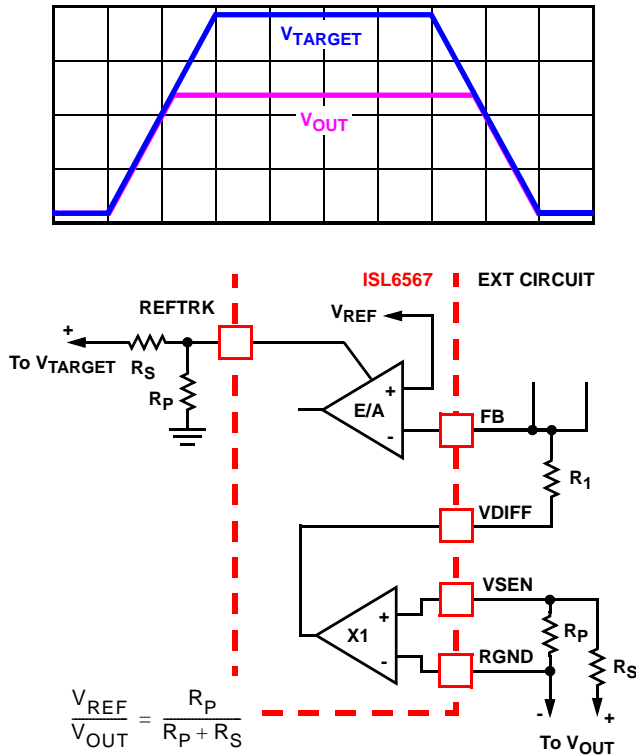 VTARGET
VOUT
ISL6567
EXT CIRCUIT
REFTRK
VREF
+
To VTARGET
RS
RP
+
E/A
-
FB
R1
VDIFF
VSEN
+
X1
-
RP
RS
RGND
-
+
To VOUT
VREF / VOUT = RP / RP + RS